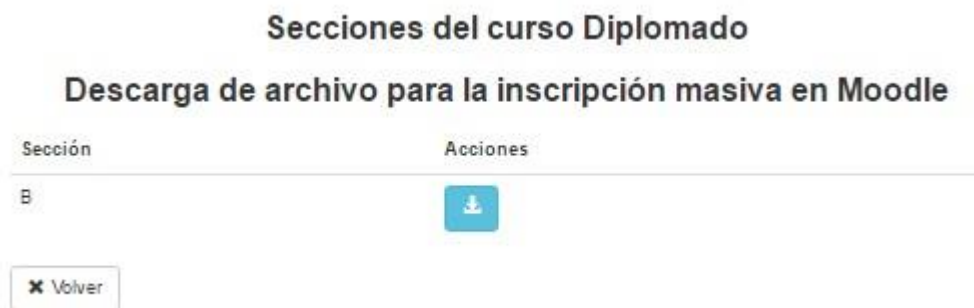 Secciones del curso Diplomado
Descarga de archivo para la inscripción masiva en Moodle
Sección Acciones
B
Volver